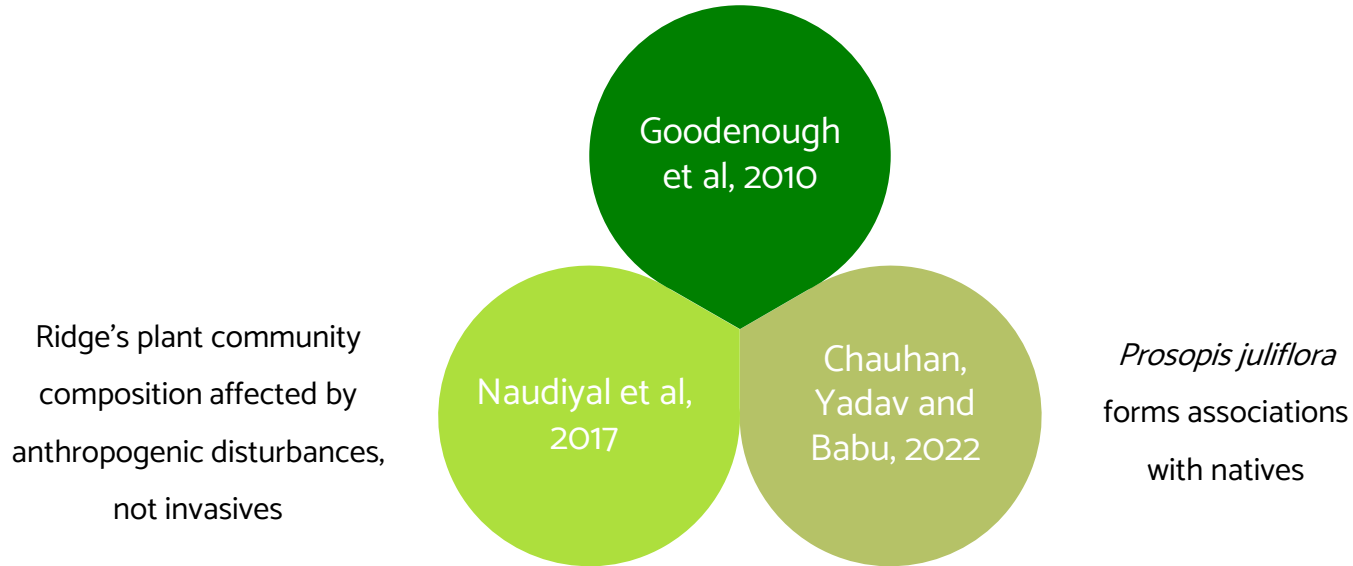 Goodenough
et al, 2010
Ridge’s plant community
composition affected by
anthropogenic disturbances,
not invasives
Naudiyal et al,
2017
Chauhan,
Yadav and
Babu, 2022
Prosopis juliflora
forms associations
with natives